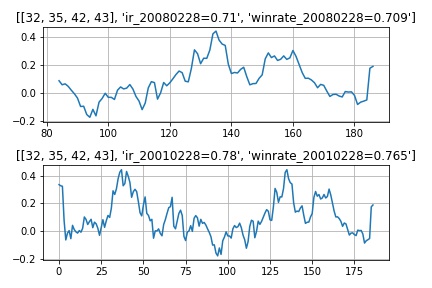 [[32, 35, 42, 43], 'ir_20080228=0.71', 'winrate_20080228=0.709']
0.4
0.2
0.0
−0.2
80 100 120 140 160 180
[[32, 35, 42, 43], 'ir_20010228=0.78', 'winrate_20010228=0.765']
0.4
0.2
0.0
−0.2
0 25 50 75 100 125 150 175